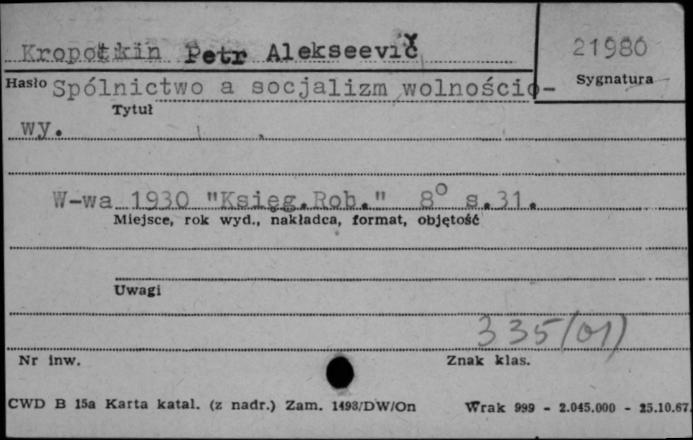 Kropotkin Petr Alekseevič
21980
Hasło
Sygnatura
Spólnictwo a socjalizm wolnościo-
Tytuł
wy.
W-wa 1930 "Księg.Rob." 8° s.31.
Miejsce, rok wyd., nakładca, format, objętość
Uwagi
335(01)
Nr inw.
Znak klas.
CWD B 15a Karta katal. (z nadr.) Zam. 1493/DW/On
Wrak 999 - 2.045.000 - 25.10.67.